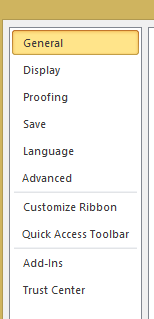 General
Display
Proofing
Save
Language
Advanced
Customize Ribbon
Quick Access Toolbar
Add-Ins
Trust Center